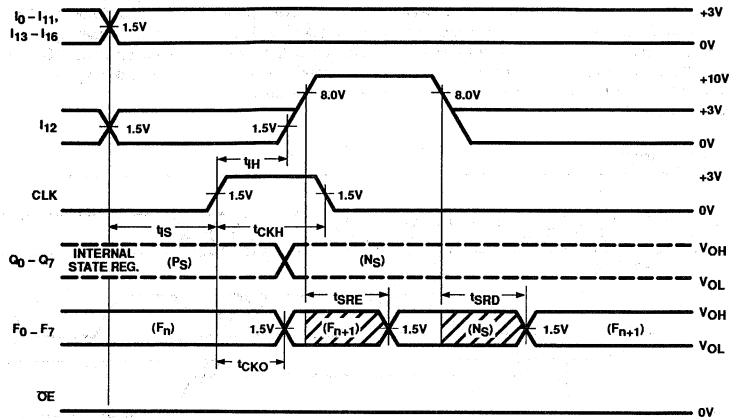 I0 – I11,
I13 – I16
1.5V
+3V
0V
+10V
8.0V
8.0V
+3V
I12
1.5V
1.5V
0V
tIH
+3V
CLK
1.5V
1.5V
0V
tIS
tCKH
Q0 – Q7
INTERNAL
STATE REG.
(PS)
(NS)
VOH
VOL
tSRE
tSRD
F0 – F7
(Fn)
1.5V
(Fn+1)
1.5V
(NS)
1.5V
(Fn+1)
VOH
VOL
tCKO
OE
0V